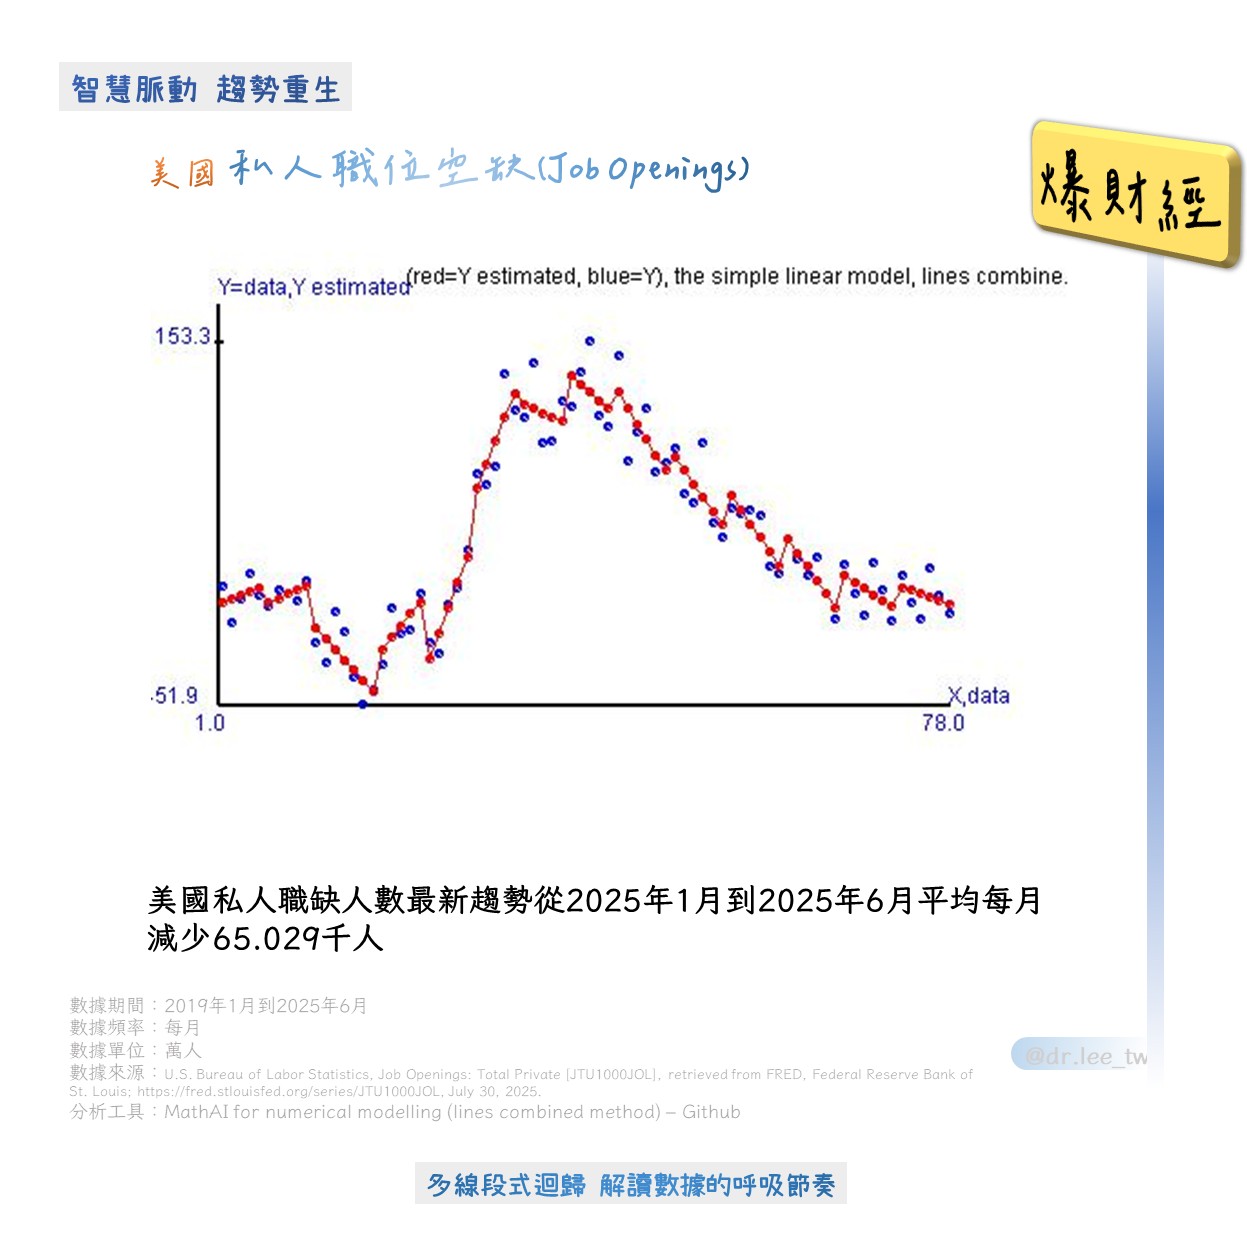 智慧脈動 趨勢重生
美國 私人職位空缺(Job Openings)
爆財經
Y=data,Y estimated
(red=Y estimated, blue=Y), the simple linear model, lines combine.
153.3
-51.9
X,data
1.0
78.0
美國私人職缺人數最新趨勢從2025年1月到2025年6月平均每月
減少65.029千人
數據期間：2019年1月到2025年6月
數據頻率：每月
數據單位：萬人
數據來源：U.S. Bureau of Labor Statistics, Job Openings: Total Private [JTU1000JOL], retrieved from FRED, Federal Reserve Bank of
St. Louis; https://fred.stlouisfed.org/series/JTU1000JOL, July 30, 2025.
分析工具：MathAI for numerical modelling (lines combined method) – Github
@dr.lee_tw
多線段式迴歸 解讀數據的呼吸節奏